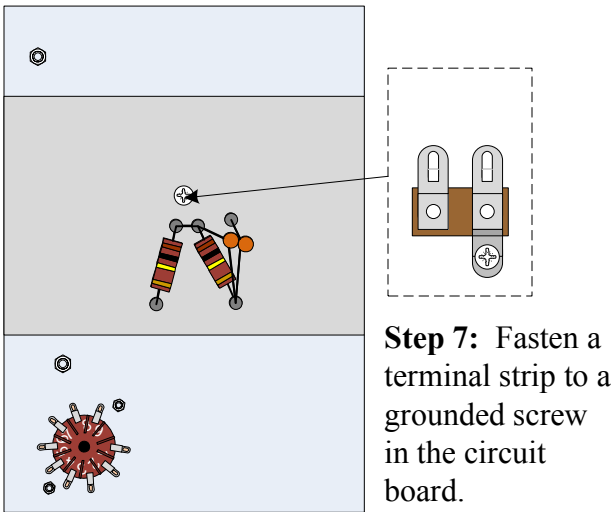 Step 7: Fasten a
terminal strip to a
grounded screw
in the circuit
board.